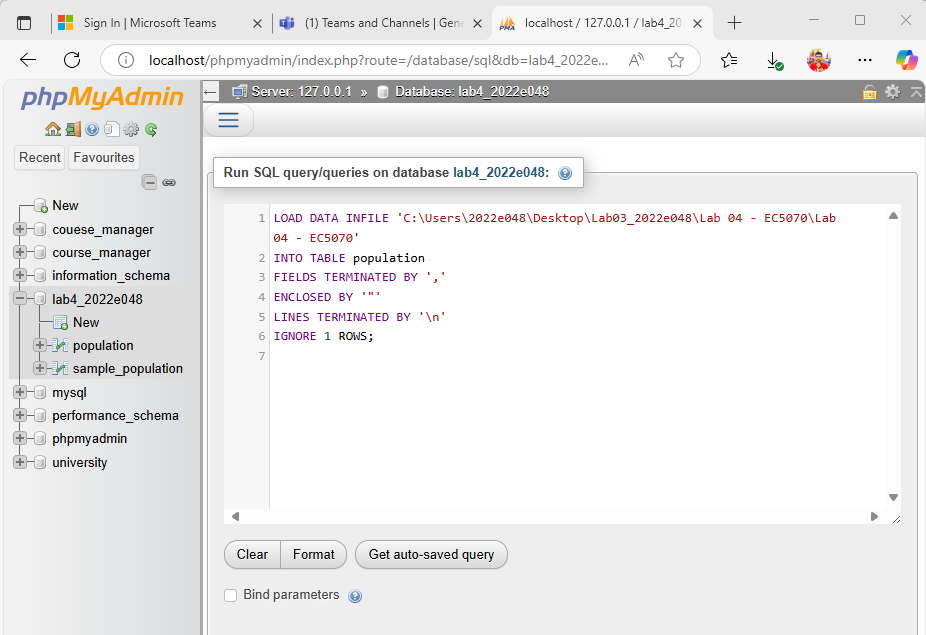 Sign In | Microsoft Teams
(1) Teams and Channels | Gen
localhost / 127.0.0.1 / lab4_20
localhost/phpmyadmin/index.php?route=/database/sql&db=lab4_2022e...
phpMyAdmin
Recent
Favourites
New
couese_manager
course_manager
information_schema
lab4_2022e048
New
population
sample_population
mysql
performance_schema
phpmyadmin
university
Server: 127.0.0.1 » Database: lab4_2022e048
Run SQL query/queries on database lab4_2022e048:
1 LOAD DATA INFILE 'C:\Users\2022e048\Desktop\Lab03_2022e048\Lab 04 - EC5070\Lab
04 - EC5070'
2 INTO TABLE population
3 FIELDS TERMINATED BY ','
4 ENCLOSED BY '"'
5 LINES TERMINATED BY '\n'
6 IGNORE 1 ROWS;
7
Clear
Format
Get auto-saved query
Bind parameters